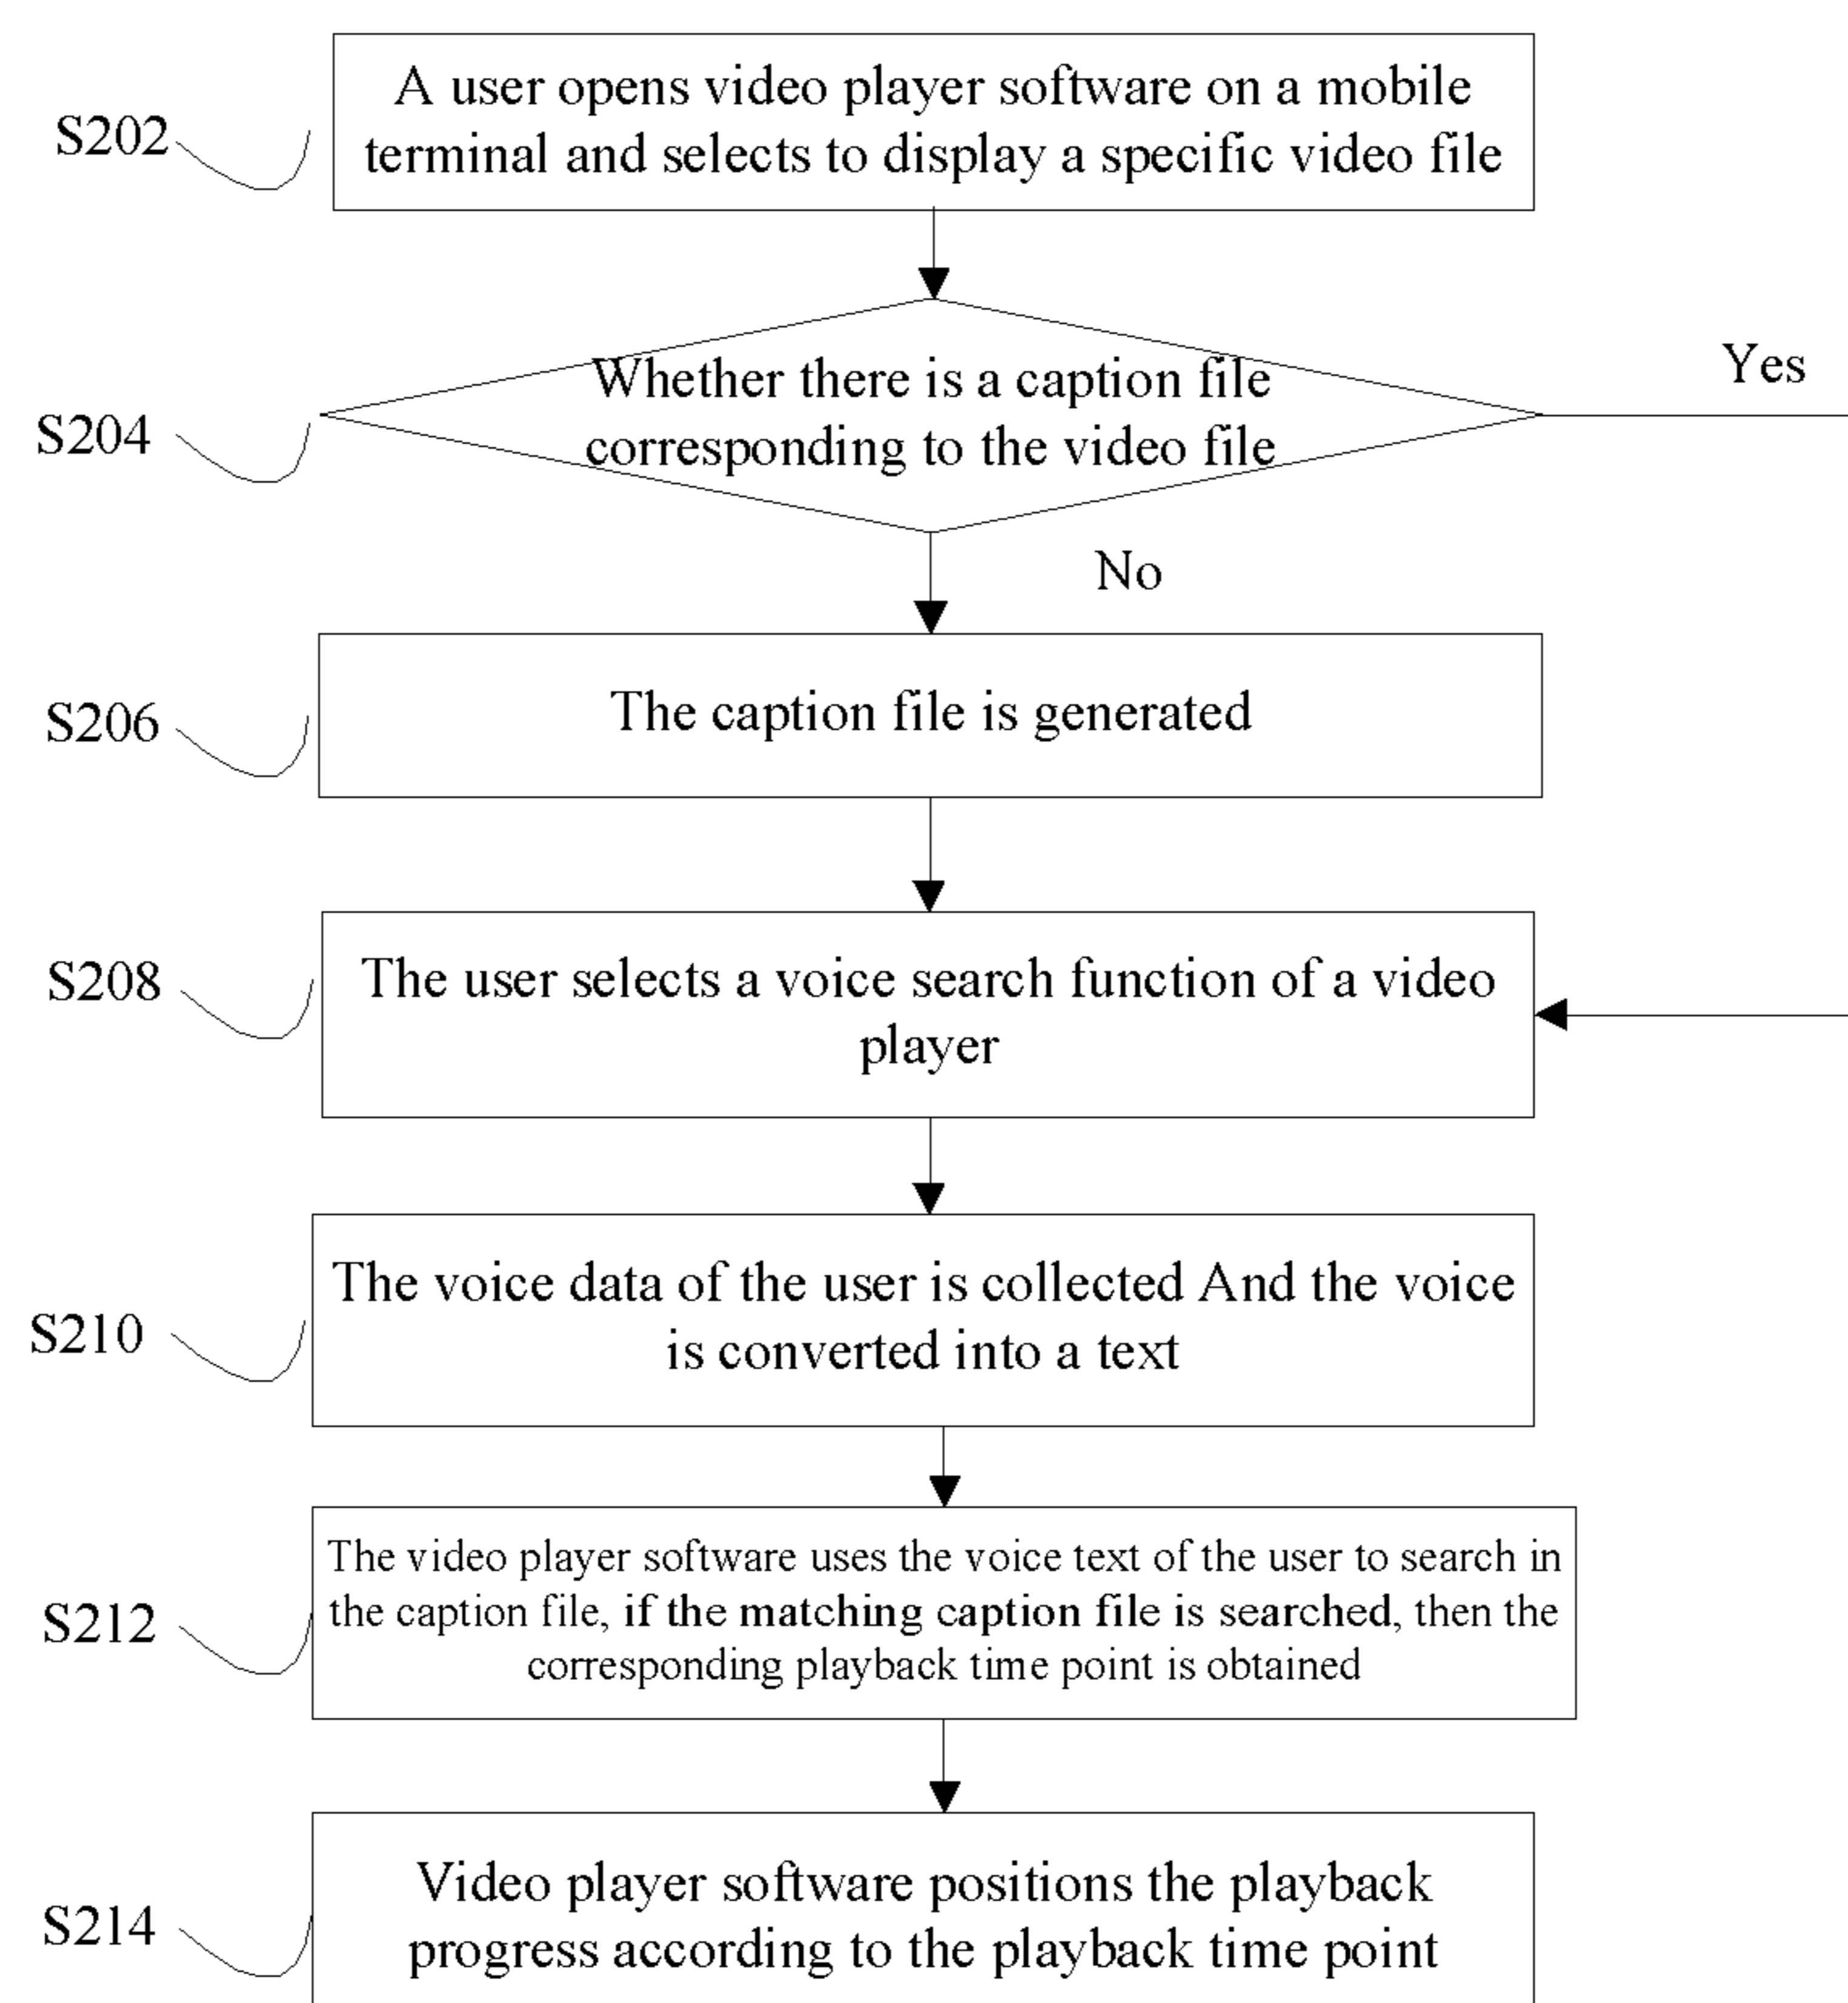 A user opens video player software on a mobile
terminal and selects to display a specific video file
S202
Whether there is a caption file
corresponding to the video file
Yes
S204
No
The caption file is generated
S206
The user selects a voice search function of a video
player
S208
The voice data of the user is collected And the voice
is converted into a text
S210
The video player software uses the voice text of the user to search in
the caption file, if the matching caption file is searched, then the
corresponding playback time point is obtained
S212
Video player software positions the playback
progress according to the playback time point
S214